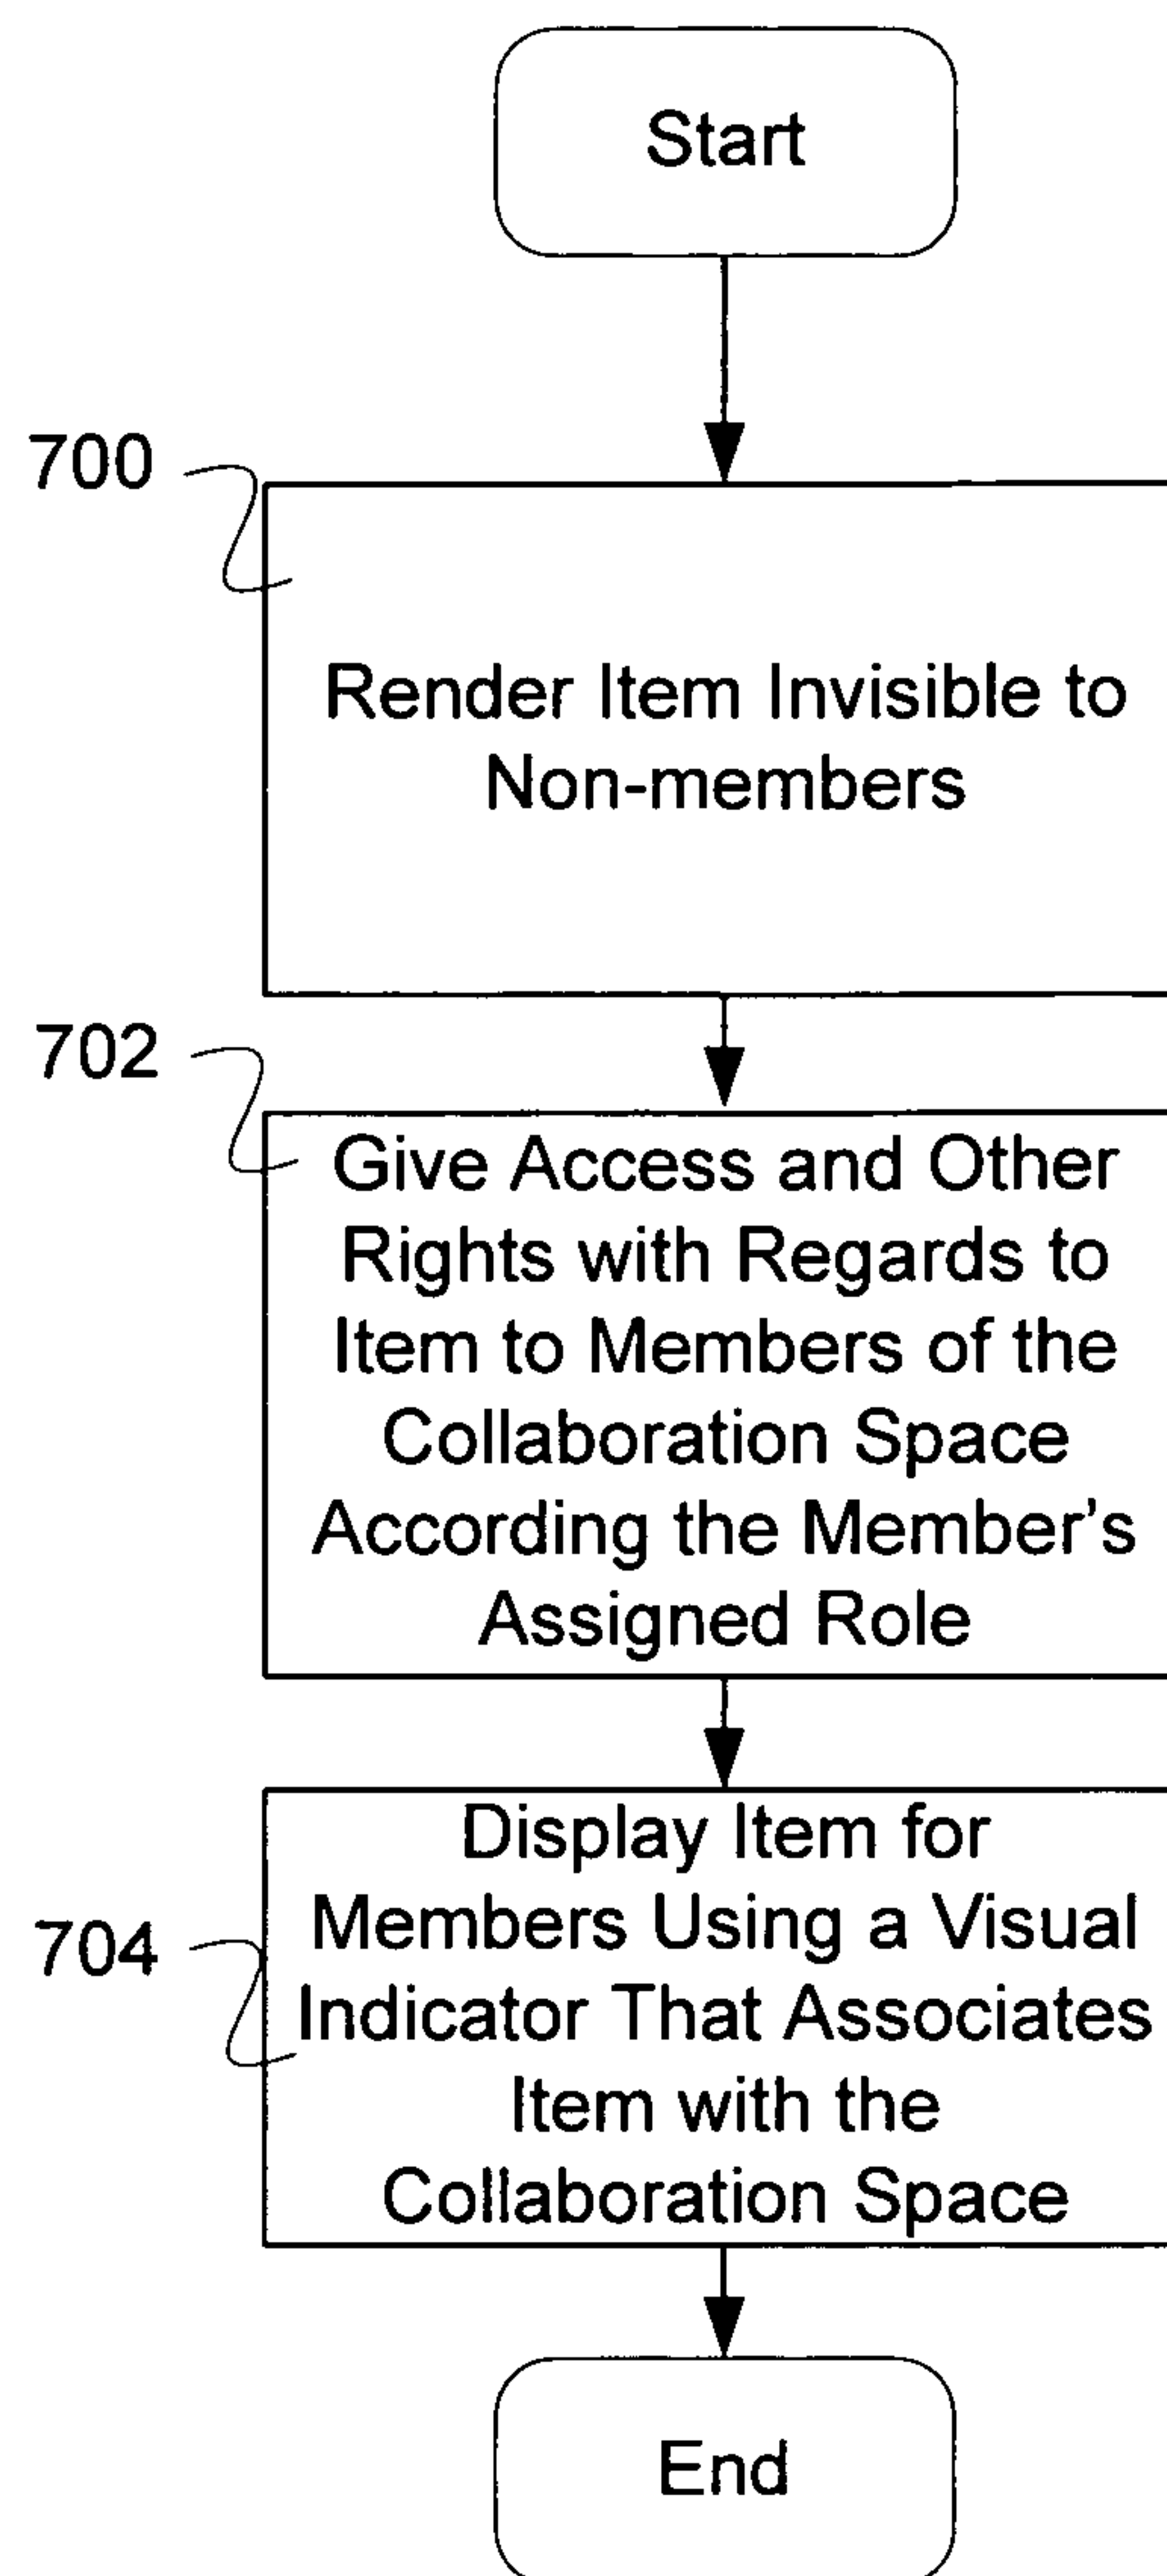 Start
700
Render Item Invisible to
Non-members
702
Give Access and Other
Rights with Regards to
Item to Members of the
Collaboration Space
According the Member's
Assigned Role
704
Display Item for
Members Using a Visual
Indicator That Associates
Item with the
Collaboration Space
End